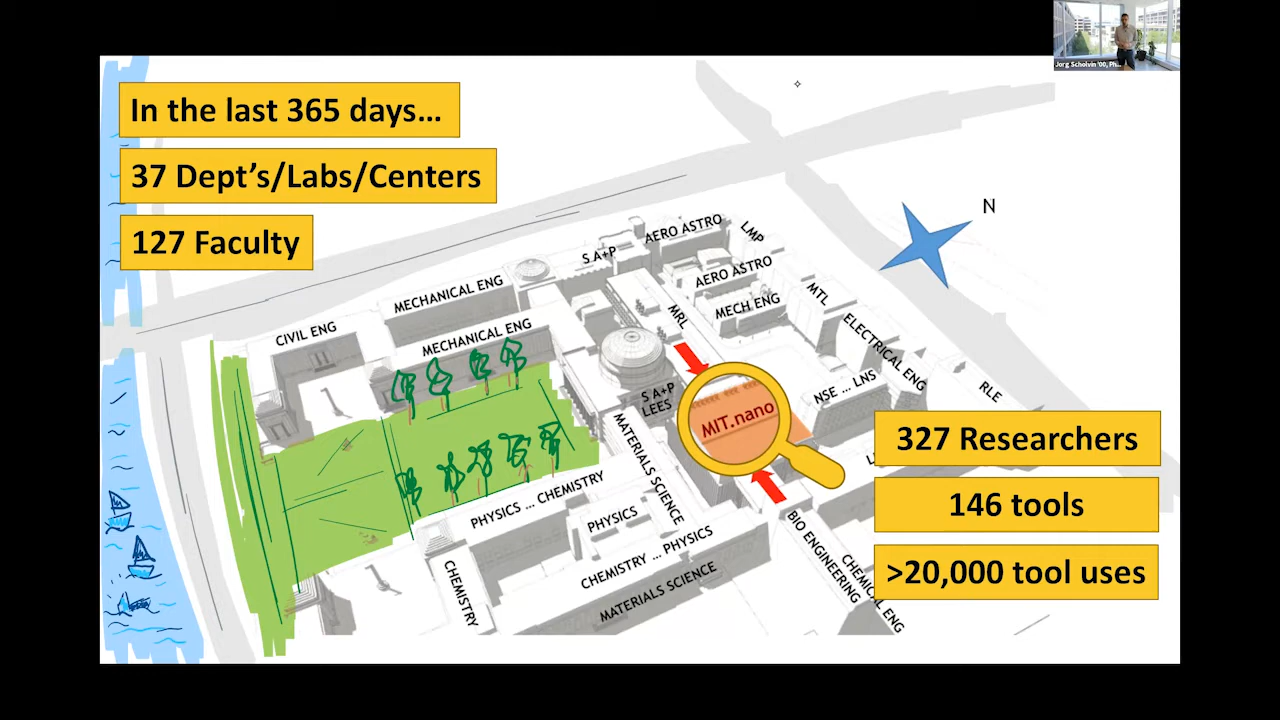 Jorg Scholvin '00, Ph...
In the last 365 days...
37 Dept's/Labs/Centers
127 Faculty
N
AERO ASTRO
LMP
S A+P
AERO ASTRO
MECHANICAL ENG
MTL
MECH ENG
MRL
CIVIL ENG
MECHANICAL ENG
ELECTRICAL ENG
NSE ... LNS
RLE
S A+P
LEES
MIT.nano
MATERIALS SCIENCE
327 Researchers
PHYSICS ... CHEMISTRY
146 tools
PHYSICS
CHEMISTRY ... PHYSICS
BIO ENGINEERING
CHEMISTRY
MATERIALS SCIENCE
CHEMICAL ENG
>20,000 tool uses